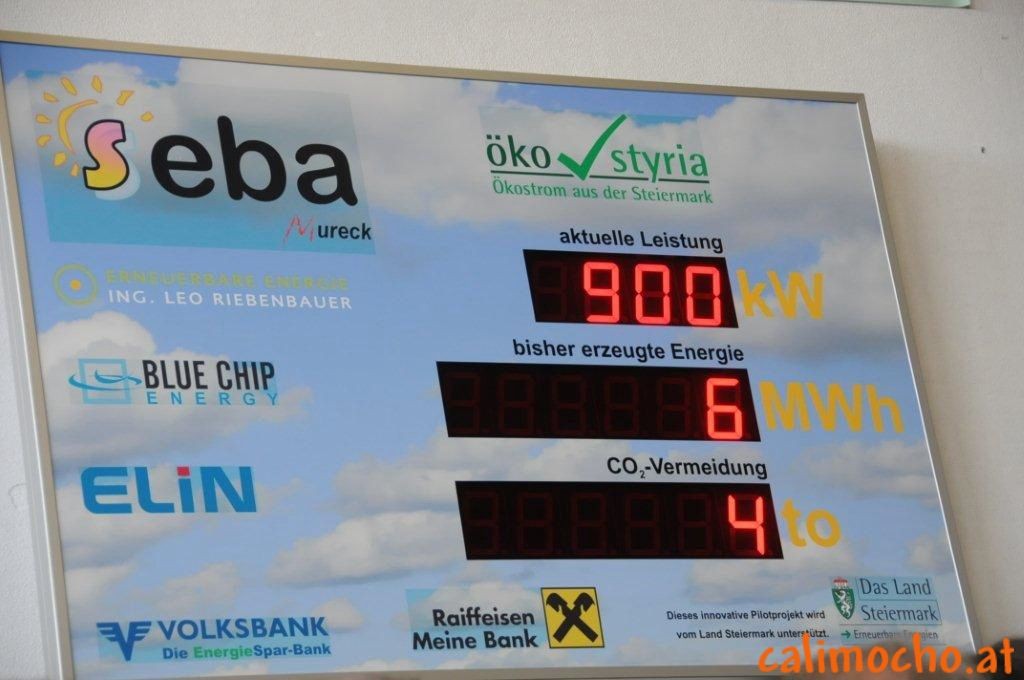 Seba
Mureck
öko styria
Ökostrom aus der Steiermark
aktuelle Leistung
900 kW
ERNEUERBARE ENERGIE
ING. LEO RIEBENBAUER
bisher erzeugte Energie
6 MWh
BLUE CHIP
ENERGY
CO₂-Vermeidung
4 to
ELIN
VOLKSBANK
Die EnergieSpar-Bank
Raiffeisen
Meine Bank
Dieses innovative Pilotprojekt wird
vom Land Steiermark unterstützt.
Das Land
Steiermark
→ Erneuerbare Energien
calimocho.at